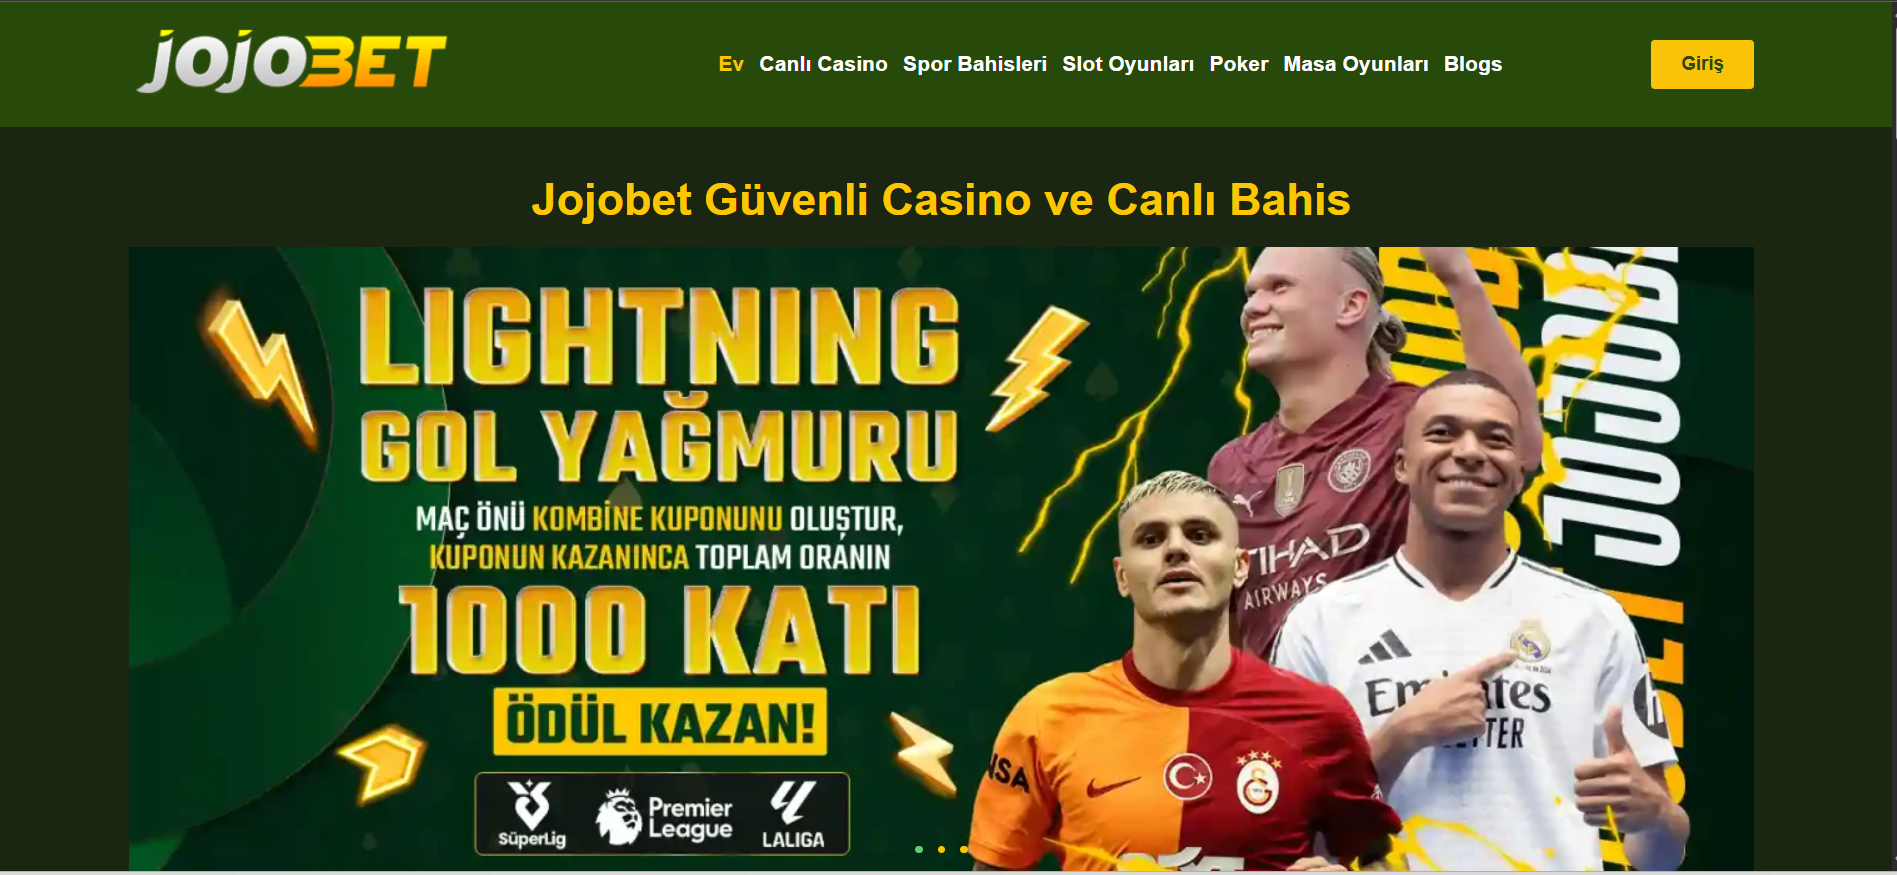 JOJOBET
Ev Canlı Casino Spor Bahisleri Slot Oyunları Poker Masa Oyunları Blogs
Giriş
Jojobet Güvenli Casino ve Canlı Bahis
LIGHTNING
GOL YAĞMURU
MAÇ ÖNÜ KOMBİNE KUPONUNU OLUŞTUR,
KUPONUN KAZANINCA TOPLAM ORANIN
1000 KATI
ÖDÜL KAZAN!
SüperLig
Premier
League
LALIGA
JOJOBET
AIRWAYS